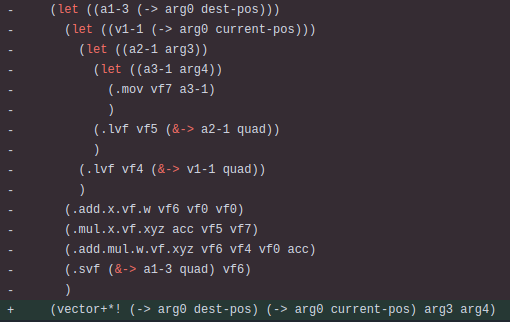 -     (let ((a1-3 (-> arg0 dest-pos)))
-       (let ((v1-1 (-> arg0 current-pos)))
-         (let ((a2-1 arg3))
-           (let ((a3-1 arg4))
-             (.mov vf7 a3-1)
-             )
-           (.lvf vf5 (&-> a2-1 quad))
-           )
-         (.lvf vf4 (&-> v1-1 quad))
-         )
-       (.add.x.vf.w vf6 vf0 vf0)
-       (.mul.x.vf.xyz acc vf5 vf7)
-       (.add.mul.w.vf.xyz vf6 vf4 vf0 acc)
-       (.svf (&-> a1-3 quad) vf6)
-       )
+     (vector+*! (-> arg0 dest-pos) (-> arg0 current-pos) arg3 arg4)